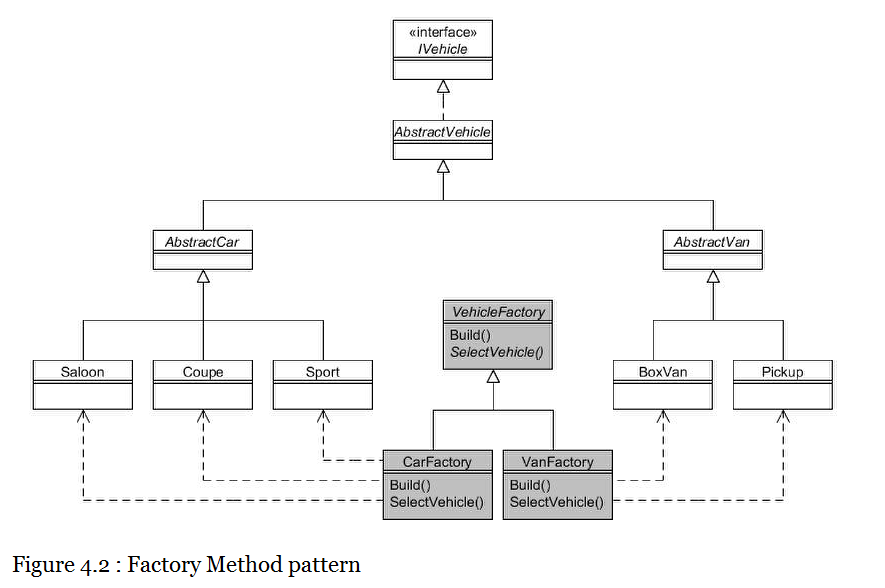 «interface»
IVehicle
AbstractVehicle
AbstractCar
AbstractVan
VehicleFactory
Build()
SelectVehicle()
Saloon
Coupe
Sport
BoxVan
Pickup
CarFactory
Build()
SelectVehicle()
VanFactory
Build()
SelectVehicle()
Figure 4.2 : Factory Method pattern